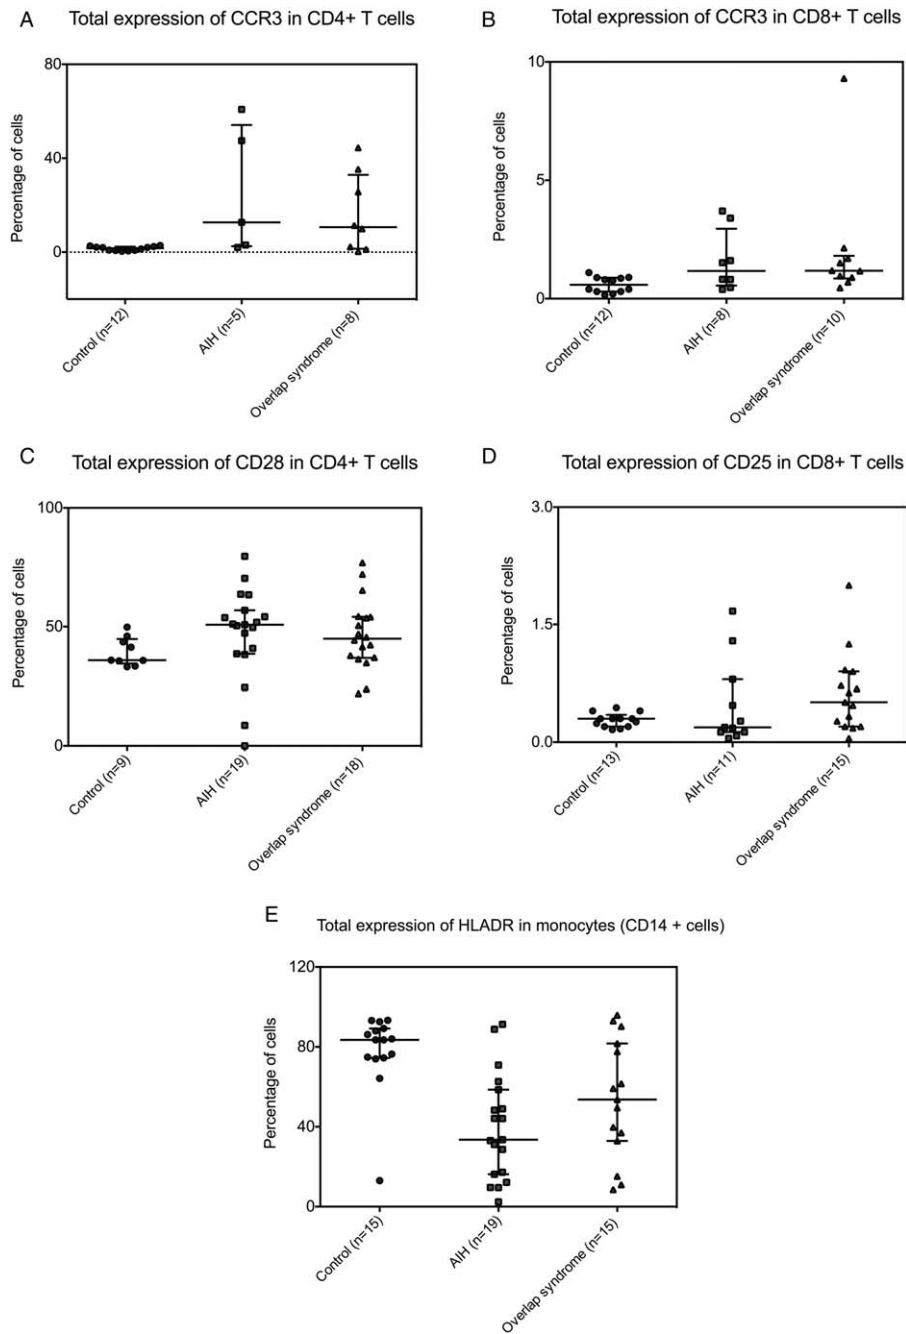 A
Total expression of CCR3 in CD4+ T cells
80
40
0
Percentage of cells
Control (n=12)
AIH (n=5)
Overlap syndrome (n=8)
B
Total expression of CCR3 in CD8+ T cells
10
5
0
Percentage of cells
Control (n=12)
AIH (n=8)
Overlap syndrome (n=10)
C
Total expression of CD28 in CD4+ T cells
100
50
0
Percentage of cells
Control (n=9)
AIH (n=19)
Overlap syndrome (n=18)
D
Total expression of CD25 in CD8+ T cells
3.0
1.5
0.0
Percentage of cells
Control (n=13)
AIH (n=11)
Overlap syndrome (n=15)
E
Total expression of HLADR in monocytes (CD14 + cells)
120
80
40
0
Percentage of cells
Control (n=15)
AIH (n=19)
Overlap syndrome (n=15)